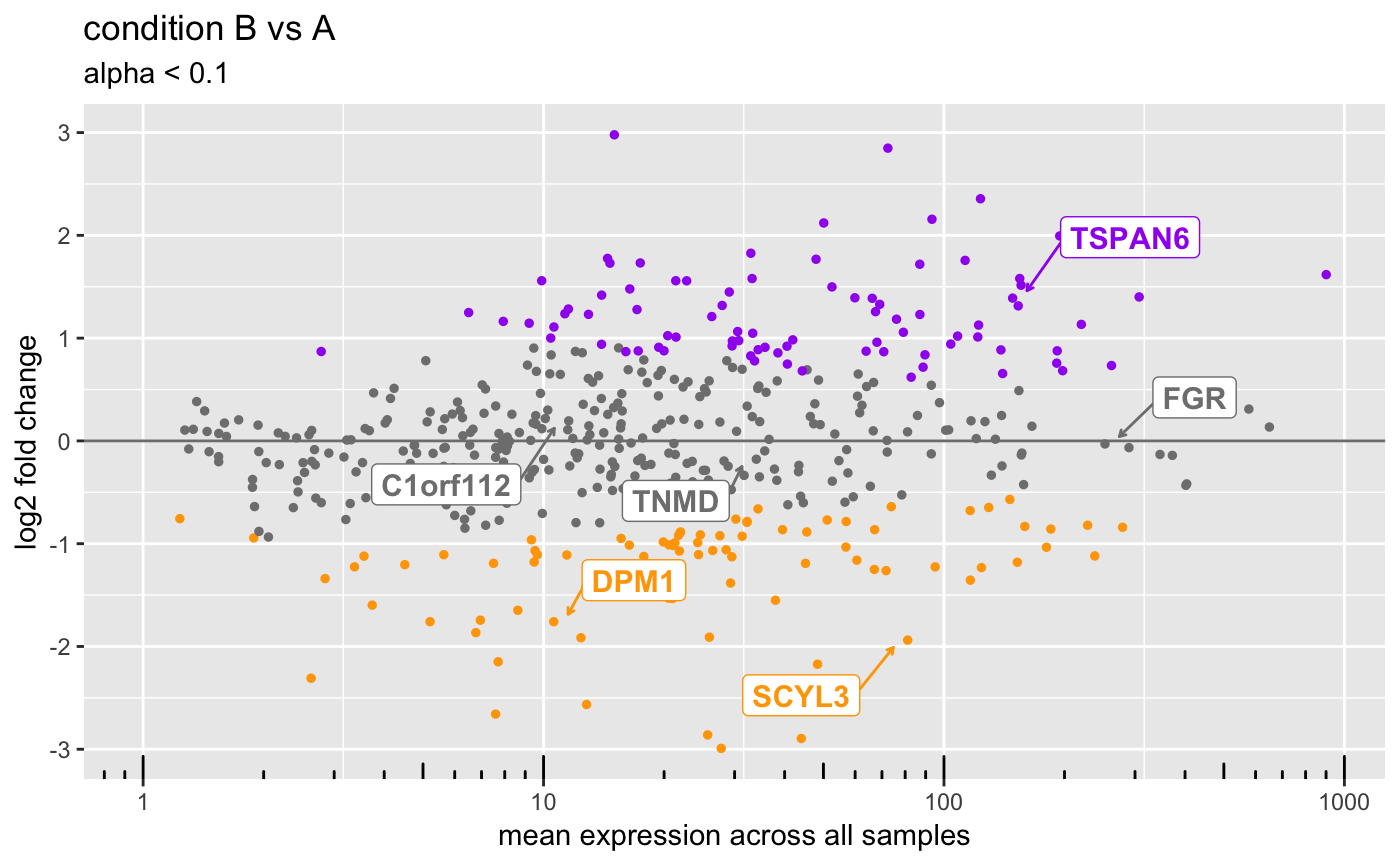 condition B vs A
alpha < 0.1
log2 fold change
3
2
1
0
-1
-2
-3
TSPAN6
FGR
C1orf112
TNMD
DPM1
SCYL3
1 10 100 1000
mean expression across all samples